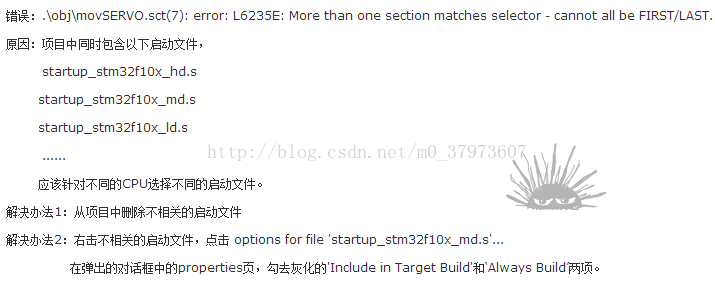 错误：.\obj\movSERVO.sct(7): error: L6235E: More than one section matches selector - cannot all be FIRST/LAST.
原因：项目中同时包含以下启动文件，
startup_stm32f10x_hd.s
startup_stm32f10x_md.s
startup_stm32f10x_ld.s
......
http://blog.csdn.net/m0_37973607
应该针对不同的CPU选择不同的启动文件。
解决办法1：从项目中删除不相关的启动文件
解决办法2：右击不相关的启动文件，点击 options for file 'startup_stm32f10x_md.s'...
在弹出的对话框中的properties页，勾去灰化的'Include in Target Build'和`Always Build'两项。